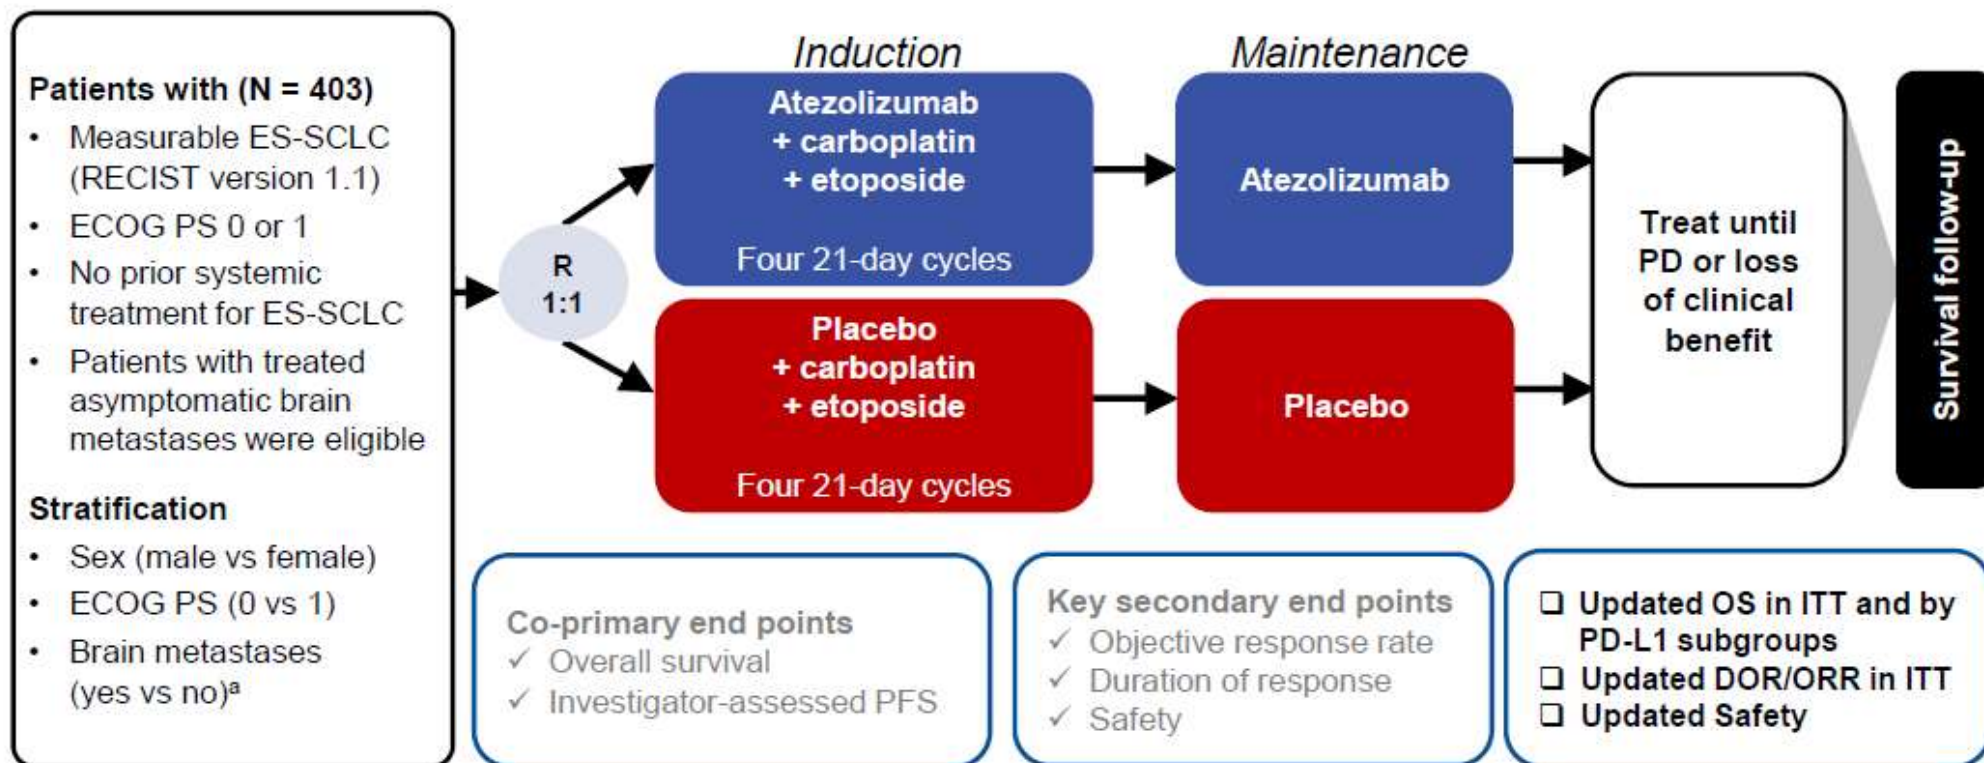 Patients with (N = 403)
• Measurable ES-SCLC
(RECIST version 1.1)
• ECOG PS 0 or 1
• No prior systemic
treatment for ES-SCLC
• Patients with treated
asymptomatic brain
metastases were eligible
Stratification
• Sex (male vs female)
• ECOG PS (0 vs 1)
• Brain metastases
(yes vs no)ª
R
1:1
Induction
Atezolizumab
+ carboplatin
+ etoposide
Four 21-day cycles
Placebo
+ carboplatin
+ etoposide
Four 21-day cycles
Maintenance
Atezolizumab
Placebo
Treat until
PD or loss
of clinical
benefit
Survival follow-up
Co-primary end points
✓ Overall survival
✓ Investigator-assessed PFS
Key secondary end points
✓ Objective response rate
✓ Duration of response
✓ Safety
❑ Updated OS in ITT and by
PD-L1 subgroups
❑ Updated DOR/ORR in ITT
❑ Updated Safety